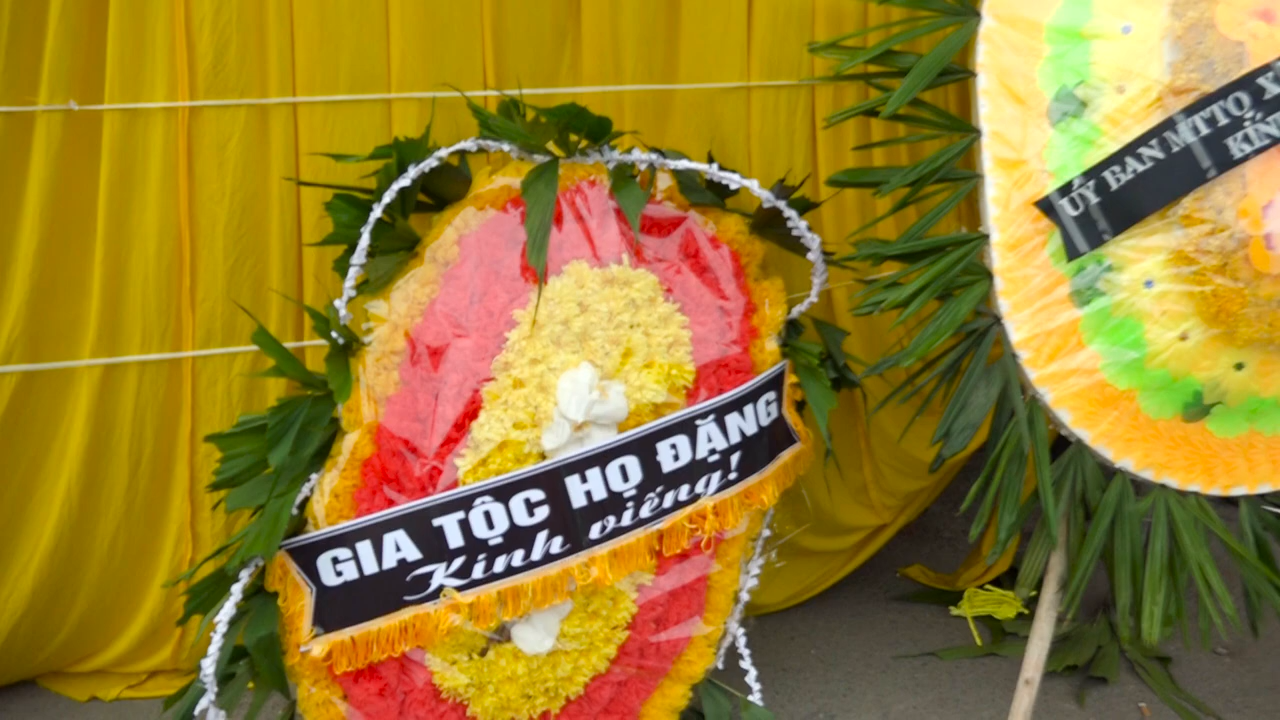 GIA TỘC HỌ ĐẶNG
Kính viếng!
ỦY BAN MTTQ X
KÍN